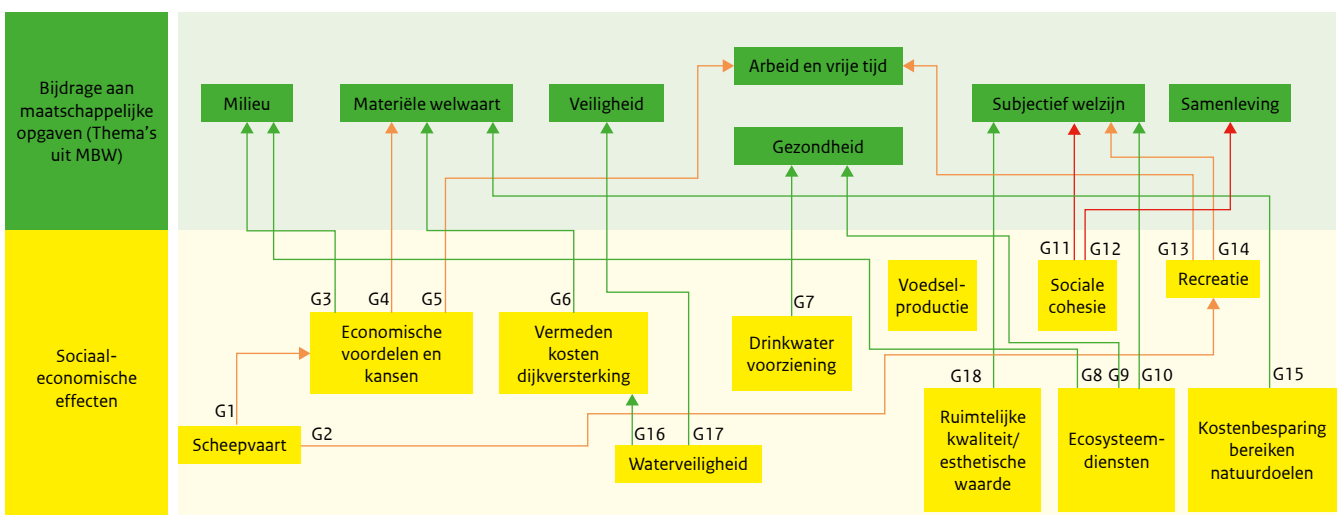 Bijdrage aan
maatschappelijke
opgaven (Thema's
uit MBW)
Milieu
Materiële welwaart
Veiligheid
Arbeid en vrije tijd
Gezondheid
Subjectief welzijn
Samenleving
Sociaal-
economische
effecten
G3
G4
G5
G6
G7
G11
G12
G13
G14
Economische
voordelen en
kansen
Vermeden
kosten
dijkversterking
Drinkwater
voorziening
Voedsel-
productie
Sociale
cohesie
Recreatie
G1
G2
G16
G17
G18
G8
G9
G10
G15
Scheepvaart
Waterveiligheid
Ruimtelijke
kwaliteit/
esthetische
waarde
Ecosysteem-
diensten
Kostenbesparing
bereiken
natuurdoelen